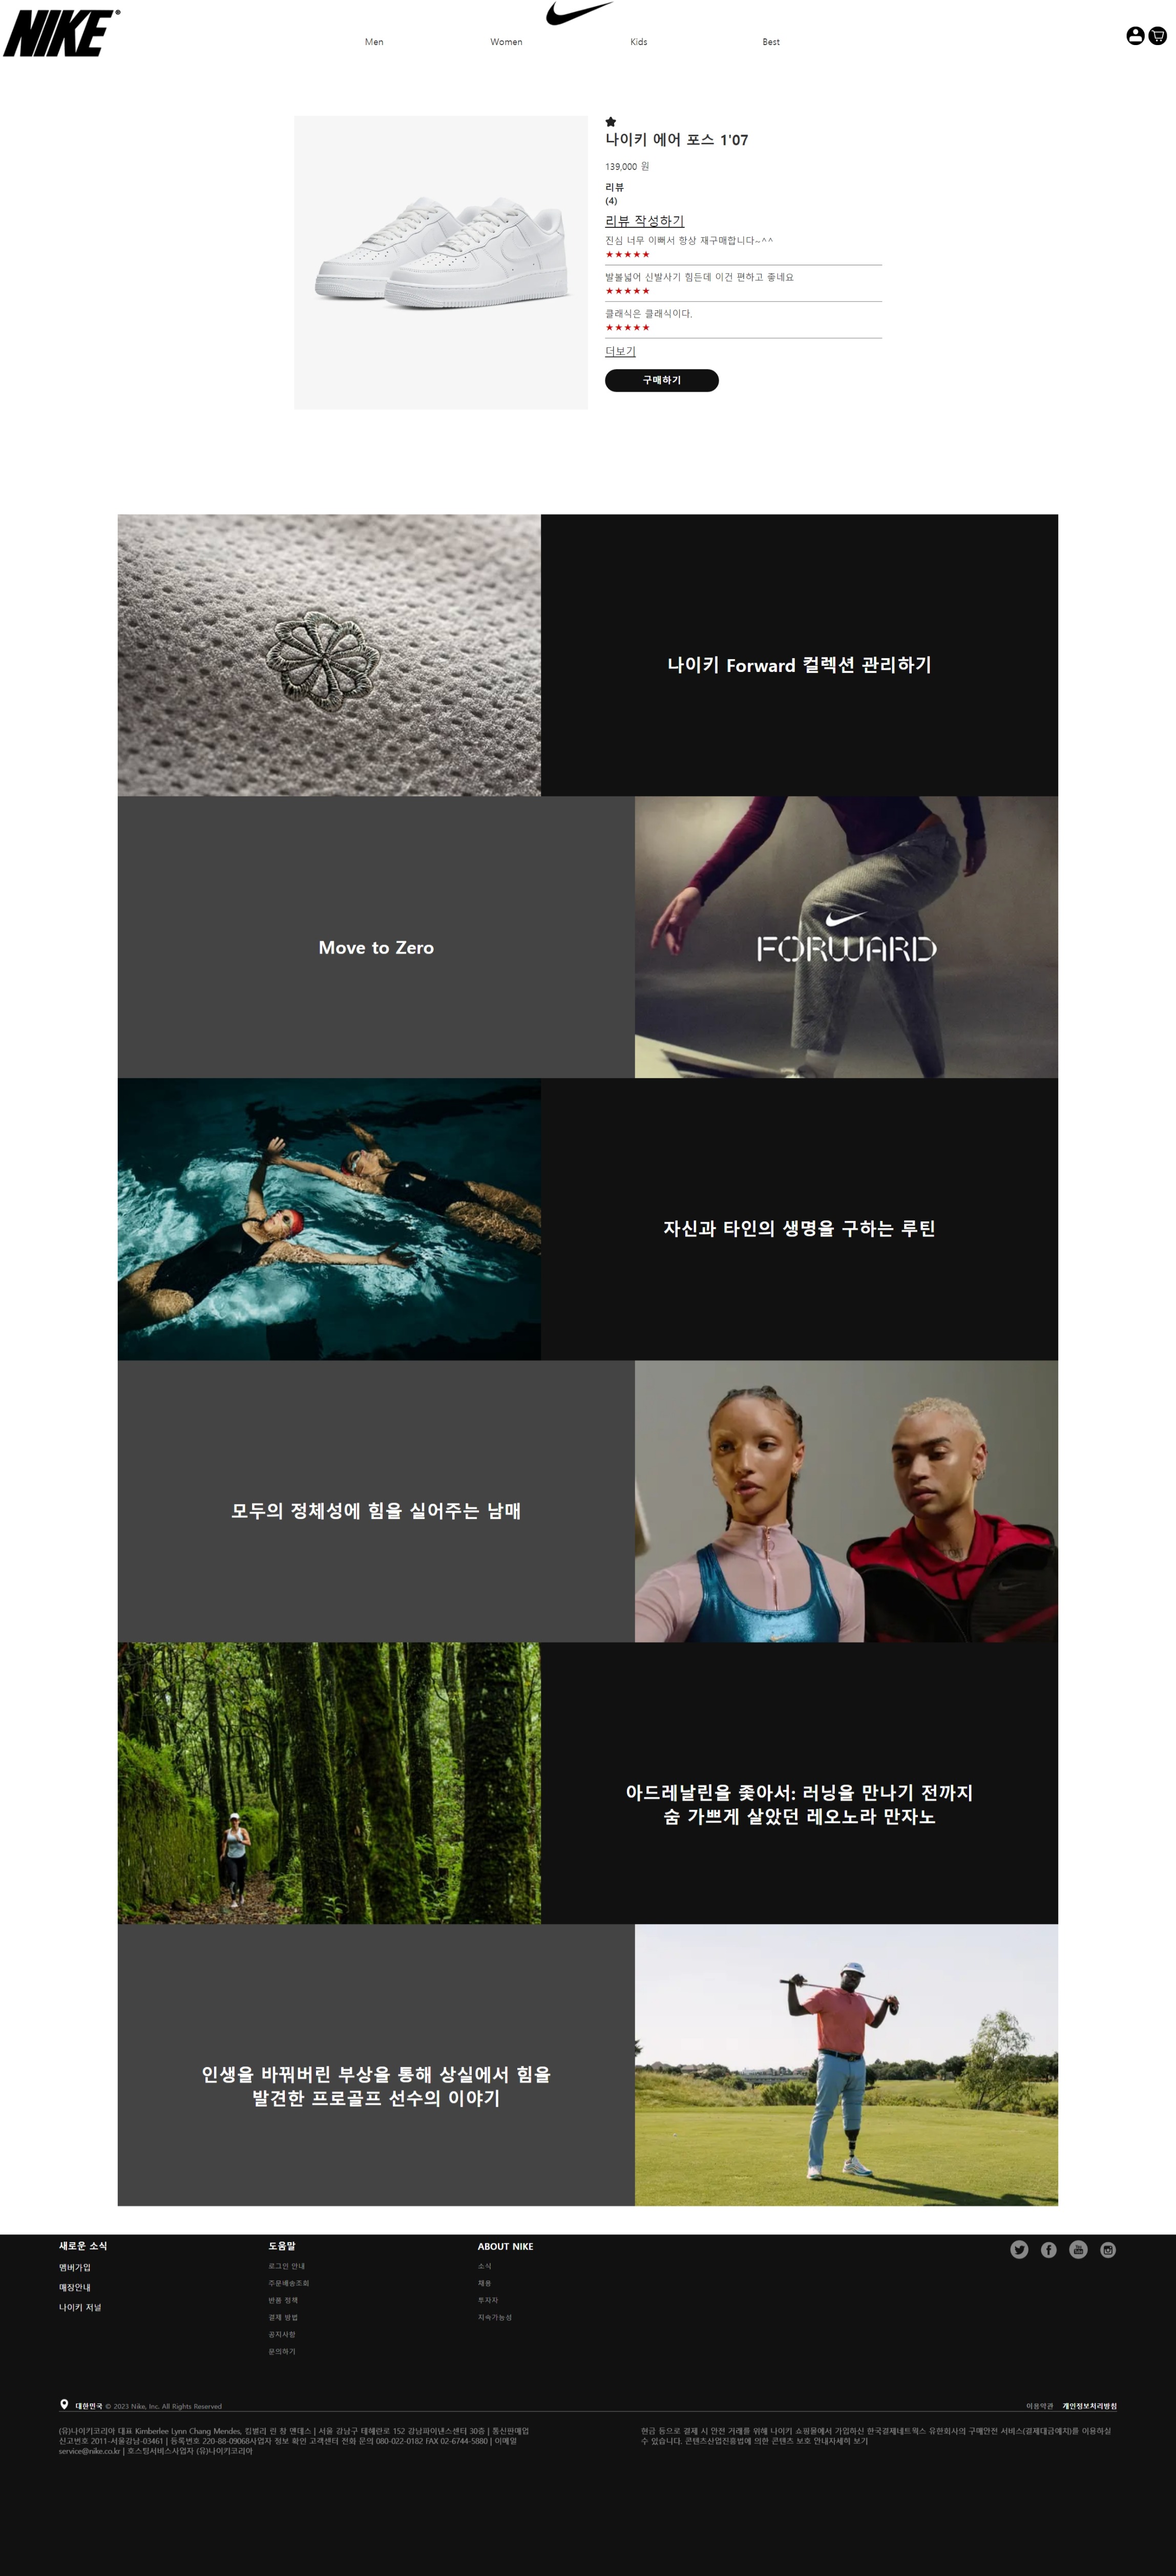 NIKE®
Men
Women
Kids
Best
나이키 에어 포스 1'07
139,000 원
리뷰
(4)
리뷰 작성하기
진심 너무 이뻐서 항상 재구매합니다~^^
★★★★★
발볼넓어 신발사기 힘든데 이건 편하고 좋네요
★★★★★
클래식은 클래식이다.
★★★★★
더보기
구매하기
나이키 Forward 컬렉션 관리하기
Move to Zero
FORWARD
자신과 타인의 생명을 구하는 루틴
모두의 정체성에 힘을 실어주는 남매
아드레날린을 좇아서: 러닝을 만나기 전까지
숨 가쁘게 살았던 레오노라 만자노
인생을 바꿔버린 부상을 통해 상실에서 힘을
발견한 프로골프 선수의 이야기
새로운 소식
멤버가입
매장안내
나이키 저널
도움말
로그인 안내
주문배송조회
반품 정책
결제 방법
공지사항
문의하기
ABOUT NIKE
소식
채용
투자자
지속가능성
대한민국 © 2023 Nike, Inc. All Rights Reserved
이용약관 개인정보처리방침
(유)나이키코리아 대표 Kimberlee Lynn Chang Mendes, 킴벌리 린 창 멘데스 | 서울 강남구 테헤란로 152 강남파이낸스센터 30층 | 통신판매업
신고번호 2011-서울강남-03461 | 등록번호 220-88-09068사업자 정보 확인 고객센터 전화 문의 080-022-0182 FAX 02-6744-5880 | 이메일
service@nike.co.kr | 호스팅서비스사업자 (유)나이키코리아
현금 등으로 결제 시 안전 거래를 위해 나이키 쇼핑몰에서 가입하신 한국결제네트웍스 유한회사의 구매안전 서비스(결제대금예치)를 이용하실
수 있습니다. 콘텐츠산업진흥법에 의한 콘텐츠 보호 안내자세히 보기